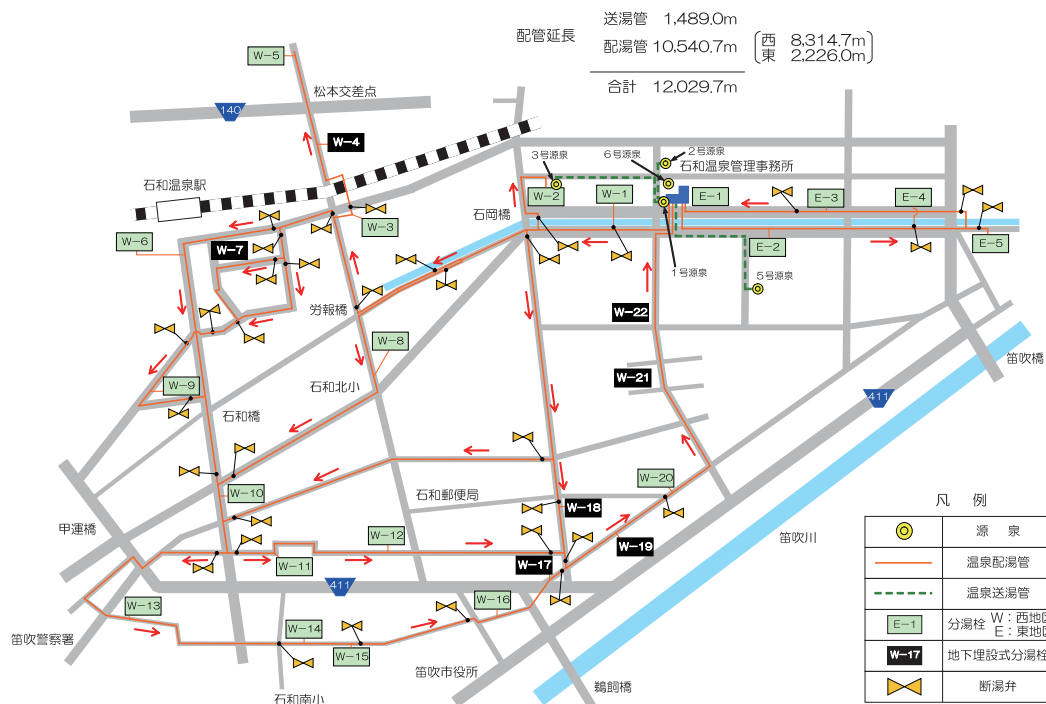 送湯管 1,489.0m
配管延長 配湯管 10,540.7m 西 8,314.7m
東 2,226.0m
合計 12,029.7m
W-5
松本交差点
140
W-4
石和温泉駅
3号源泉
6号源泉
2号源泉
石和温泉管理事務所
W-2
W-1
E-1
E-3
E-4
石岡橋
W-3
W-6
W-7
E-2
E-5
1号源泉
5号源泉
労報橋
W-22
W-8
笛吹橋
W-21
石和北小
W-9
411
石和橋
W-20
W-10
石和郵便局
凡 例
甲運橋
W-18
源 泉
W-12
笛吹川
W-19
温泉配湯管
W-11
W-17
411
温泉送湯管
W-13
W-16
E-1 分湯栓 W:西地区
E:東地区
笛吹警察署
W-14
W-17 地下埋設式分湯栓
W-15
笛吹市役所
断湯弁
鵜飼橋
石和南小